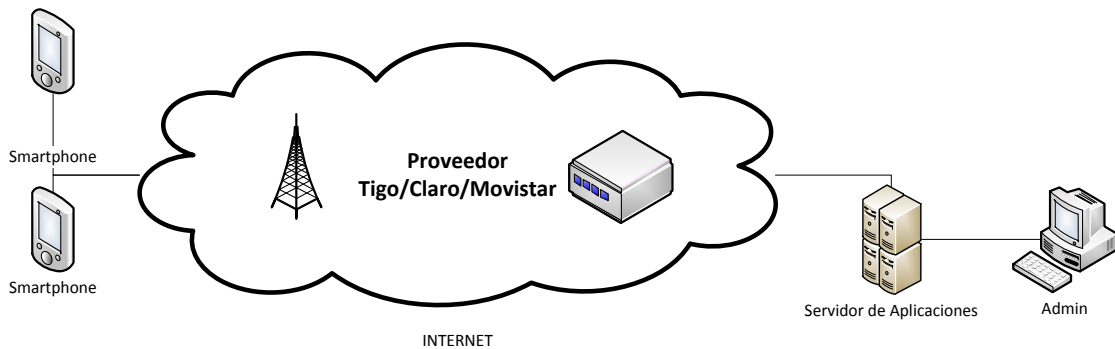 Smartphone
Proveedor
Tigo/Claro/Movistar
Smartphone
Servidor de Aplicaciones
Admin
INTERNET